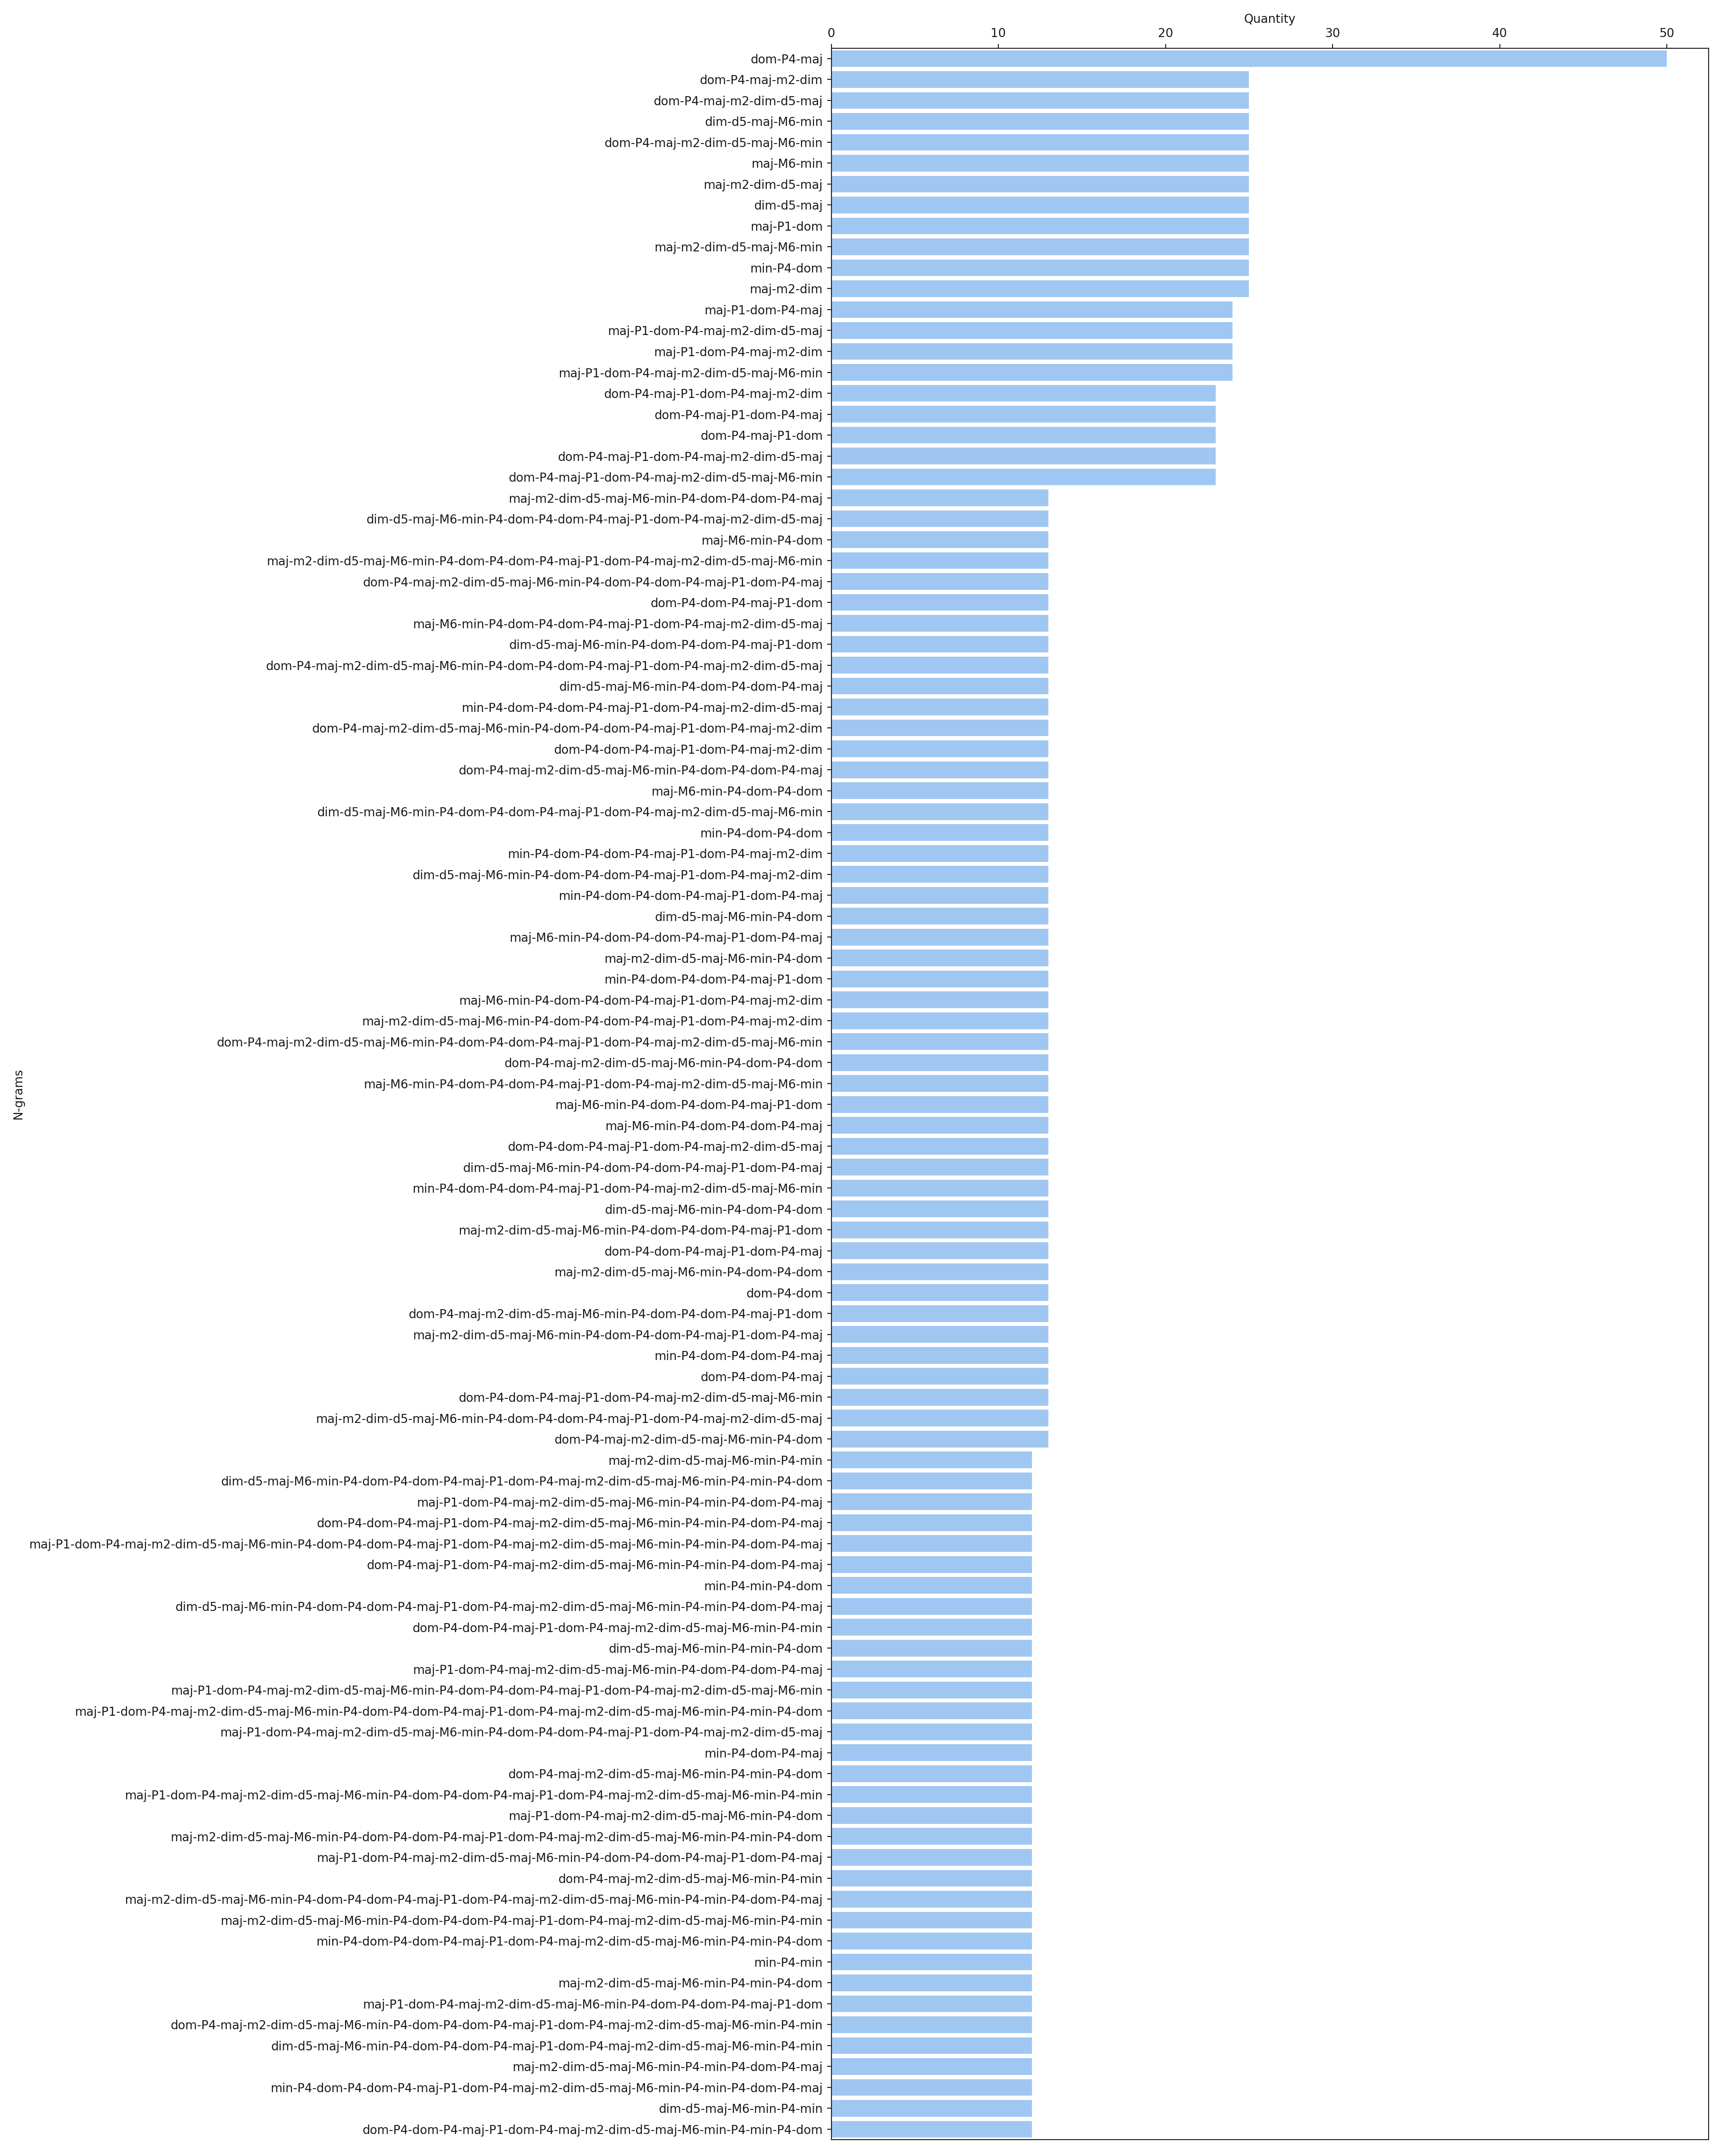 Quantity
0 10 20 30 40 50
dom-P4-maj
dom-P4-maj-m2-dim
dom-P4-maj-m2-dim-d5-maj
dim-d5-maj-M6-min
dom-P4-maj-m2-dim-d5-maj-M6-min
maj-M6-min
maj-m2-dim-d5-maj
dim-d5-maj
maj-P1-dom
maj-m2-dim-d5-maj-M6-min
min-P4-dom
maj-m2-dim
maj-P1-dom-P4-maj
maj-P1-dom-P4-maj-m2-dim-d5-maj
maj-P1-dom-P4-maj-m2-dim
maj-P1-dom-P4-maj-m2-dim-d5-maj-M6-min
dom-P4-maj-P1-dom-P4-maj-m2-dim
dom-P4-maj-P1-dom-P4-maj
dom-P4-maj-P1-dom
dom-P4-maj-P1-dom-P4-maj-m2-dim-d5-maj
dom-P4-maj-P1-dom-P4-maj-m2-dim-d5-maj-M6-min
maj-m2-dim-d5-maj-M6-min-P4-dom-P4-dom-P4-maj
dim-d5-maj-M6-min-P4-dom-P4-dom-P4-maj-P1-dom-P4-maj-m2-dim-d5-maj
maj-M6-min-P4-dom
maj-m2-dim-d5-maj-M6-min-P4-dom-P4-dom-P4-maj-P1-dom-P4-maj-m2-dim-d5-maj-M6-min
dom-P4-maj-m2-dim-d5-maj-M6-min-P4-dom-P4-dom-P4-maj-P1-dom-P4-maj
dom-P4-dom-P4-maj-P1-dom
maj-M6-min-P4-dom-P4-dom-P4-maj-P1-dom-P4-maj-m2-dim-d5-maj
dim-d5-maj-M6-min-P4-dom-P4-dom-P4-maj-P1-dom
dom-P4-maj-m2-dim-d5-maj-M6-min-P4-dom-P4-dom-P4-maj-P1-dom-P4-maj-m2-dim-d5-maj
dim-d5-maj-M6-min-P4-dom-P4-dom-P4-maj
min-P4-dom-P4-dom-P4-maj-P1-dom-P4-maj-m2-dim-d5-maj
dom-P4-maj-m2-dim-d5-maj-M6-min-P4-dom-P4-dom-P4-maj-P1-dom-P4-maj-m2-dim
dom-P4-dom-P4-maj-P1-dom-P4-maj-m2-dim
dom-P4-maj-m2-dim-d5-maj-M6-min-P4-dom-P4-dom-P4-maj
maj-M6-min-P4-dom-P4-dom
dim-d5-maj-M6-min-P4-dom-P4-dom-P4-maj-P1-dom-P4-maj-m2-dim-d5-maj-M6-min
min-P4-dom-P4-dom
min-P4-dom-P4-dom-P4-maj-P1-dom-P4-maj-m2-dim
dim-d5-maj-M6-min-P4-dom-P4-dom-P4-maj-P1-dom-P4-maj-m2-dim
min-P4-dom-P4-dom-P4-maj-P1-dom-P4-maj
dim-d5-maj-M6-min-P4-dom
maj-M6-min-P4-dom-P4-dom-P4-maj-P1-dom-P4-maj
maj-m2-dim-d5-maj-M6-min-P4-dom
min-P4-dom-P4-dom-P4-maj-P1-dom
maj-M6-min-P4-dom-P4-dom-P4-maj-P1-dom-P4-maj-m2-dim
maj-m2-dim-d5-maj-M6-min-P4-dom-P4-dom-P4-maj-P1-dom-P4-maj-m2-dim
dom-P4-maj-m2-dim-d5-maj-M6-min-P4-dom-P4-dom-P4-maj-P1-dom-P4-maj-m2-dim-d5-maj-M6-min
dom-P4-maj-m2-dim-d5-maj-M6-min-P4-dom-P4-dom
maj-M6-min-P4-dom-P4-dom-P4-maj-P1-dom-P4-maj-m2-dim-d5-maj-M6-min
maj-M6-min-P4-dom-P4-dom-P4-maj-P1-dom
maj-M6-min-P4-dom-P4-dom-P4-maj
dom-P4-dom-P4-maj-P1-dom-P4-maj-m2-dim-d5-maj
dim-d5-maj-M6-min-P4-dom-P4-dom-P4-maj-P1-dom-P4-maj
min-P4-dom-P4-dom-P4-maj-P1-dom-P4-maj-m2-dim-d5-maj-M6-min
dim-d5-maj-M6-min-P4-dom-P4-dom
maj-m2-dim-d5-maj-M6-min-P4-dom-P4-dom-P4-maj-P1-dom
dom-P4-dom-P4-maj-P1-dom-P4-maj
maj-m2-dim-d5-maj-M6-min-P4-dom-P4-dom
dom-P4-dom
dom-P4-maj-m2-dim-d5-maj-M6-min-P4-dom-P4-dom-P4-maj-P1-dom
maj-m2-dim-d5-maj-M6-min-P4-dom-P4-dom-P4-maj-P1-dom-P4-maj
min-P4-dom-P4-dom-P4-maj
dom-P4-dom-P4-maj
dom-P4-dom-P4-maj-P1-dom-P4-maj-m2-dim-d5-maj-M6-min
maj-m2-dim-d5-maj-M6-min-P4-dom-P4-dom-P4-maj-P1-dom-P4-maj-m2-dim-d5-maj
dom-P4-maj-m2-dim-d5-maj-M6-min-P4-dom
maj-m2-dim-d5-maj-M6-min-P4-min
dim-d5-maj-M6-min-P4-dom-P4-dom-P4-maj-P1-dom-P4-maj-m2-dim-d5-maj-M6-min-P4-min-P4-dom
maj-P1-dom-P4-maj-m2-dim-d5-maj-M6-min-P4-min-P4-dom-P4-maj
dom-P4-dom-P4-maj-P1-dom-P4-maj-m2-dim-d5-maj-M6-min-P4-min-P4-dom-P4-maj
maj-P1-dom-P4-maj-m2-dim-d5-maj-M6-min-P4-dom-P4-dom-P4-maj-P1-dom-P4-maj-m2-dim-d5-maj-M6-min-P4-min-P4-dom-P4-maj
dom-P4-maj-P1-dom-P4-maj-m2-dim-d5-maj-M6-min-P4-min-P4-dom-P4-maj
min-P4-min-P4-dom
dim-d5-maj-M6-min-P4-dom-P4-dom-P4-maj-P1-dom-P4-maj-m2-dim-d5-maj-M6-min-P4-min-P4-dom-P4-maj
dom-P4-dom-P4-maj-P1-dom-P4-maj-m2-dim-d5-maj-M6-min-P4-min
dim-d5-maj-M6-min-P4-min-P4-dom
maj-P1-dom-P4-maj-m2-dim-d5-maj-M6-min-P4-dom-P4-dom-P4-maj
maj-P1-dom-P4-maj-m2-dim-d5-maj-M6-min-P4-dom-P4-dom-P4-maj-P1-dom-P4-maj-m2-dim-d5-maj-M6-min
maj-P1-dom-P4-maj-m2-dim-d5-maj-M6-min-P4-dom-P4-dom-P4-maj-P1-dom-P4-maj-m2-dim-d5-maj-M6-min-P4-min-P4-dom
maj-P1-dom-P4-maj-m2-dim-d5-maj-M6-min-P4-dom-P4-dom-P4-maj-P1-dom-P4-maj-m2-dim-d5-maj
min-P4-dom-P4-maj
dom-P4-maj-m2-dim-d5-maj-M6-min-P4-min-P4-dom
maj-P1-dom-P4-maj-m2-dim-d5-maj-M6-min-P4-dom-P4-dom-P4-maj-P1-dom-P4-maj-m2-dim-d5-maj-M6-min-P4-min
maj-P1-dom-P4-maj-m2-dim-d5-maj-M6-min-P4-dom
maj-m2-dim-d5-maj-M6-min-P4-dom-P4-dom-P4-maj-P1-dom-P4-maj-m2-dim-d5-maj-M6-min-P4-min-P4-dom
maj-P1-dom-P4-maj-m2-dim-d5-maj-M6-min-P4-dom-P4-dom-P4-maj-P1-dom-P4-maj
dom-P4-maj-m2-dim-d5-maj-M6-min-P4-min
maj-m2-dim-d5-maj-M6-min-P4-dom-P4-dom-P4-maj-P1-dom-P4-maj-m2-dim-d5-maj-M6-min-P4-min-P4-dom-P4-maj
maj-m2-dim-d5-maj-M6-min-P4-dom-P4-dom-P4-maj-P1-dom-P4-maj-m2-dim-d5-maj-M6-min-P4-min
min-P4-dom-P4-dom-P4-maj-P1-dom-P4-maj-m2-dim-d5-maj-M6-min-P4-min-P4-dom
min-P4-min
maj-m2-dim-d5-maj-M6-min-P4-min-P4-dom
maj-P1-dom-P4-maj-m2-dim-d5-maj-M6-min-P4-dom-P4-dom-P4-maj-P1-dom
dom-P4-maj-m2-dim-d5-maj-M6-min-P4-dom-P4-dom-P4-maj-P1-dom-P4-maj-m2-dim-d5-maj-M6-min-P4-min
dim-d5-maj-M6-min-P4-dom-P4-dom-P4-maj-P1-dom-P4-maj-m2-dim-d5-maj-M6-min-P4-min
maj-m2-dim-d5-maj-M6-min-P4-min-P4-dom-P4-maj
min-P4-dom-P4-dom-P4-maj-P1-dom-P4-maj-m2-dim-d5-maj-M6-min-P4-min-P4-dom-P4-maj
dim-d5-maj-M6-min-P4-min
dom-P4-dom-P4-maj-P1-dom-P4-maj-m2-dim-d5-maj-M6-min-P4-min-P4-dom
N-grams